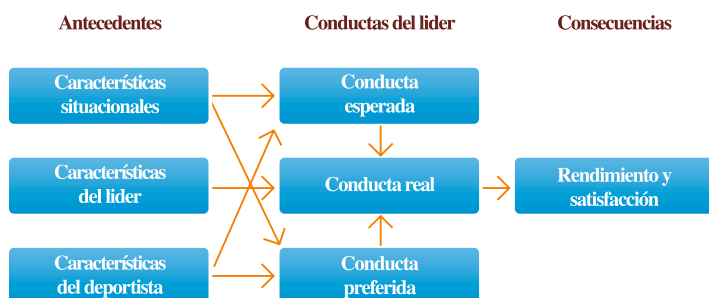 Antecedentes
Conductas del lider
Consecuencias
Características
situacionales
Conducta
esperada
Características
del lider
Conducta real
Rendimiento y
satisfacción
Características
del deportista
Conducta
preferida